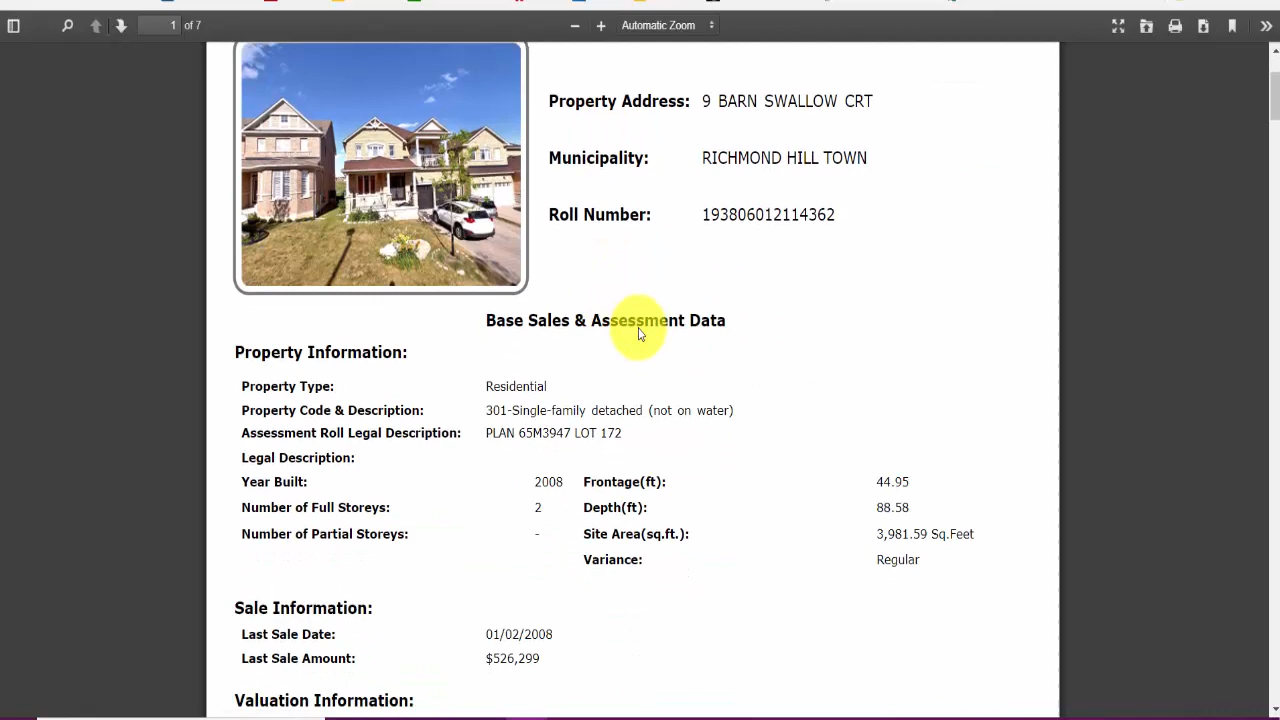 1 of 7 Automatic Zoom
Property Address: 9 BARN SWALLOW CRT
Municipality: RICHMOND HILL TOWN
Roll Number: 193806012114362
Base Sales & Assessment Data
Property Information:
Property Type: Residential
Property Code & Description: 301-Single-family detached (not on water)
Assessment Roll Legal Description: PLAN 65M3947 LOT 172
Legal Description:
Year Built: 2008 Frontage(ft): 44.95
Number of Full Storeys: 2 Depth(ft): 88.58
Number of Partial Storeys: - Site Area(sq.ft.): 3,981.59 Sq.Feet
Variance: Regular
Sale Information:
Last Sale Date: 01/02/2008
Last Sale Amount: $526,299
Valuation Information: